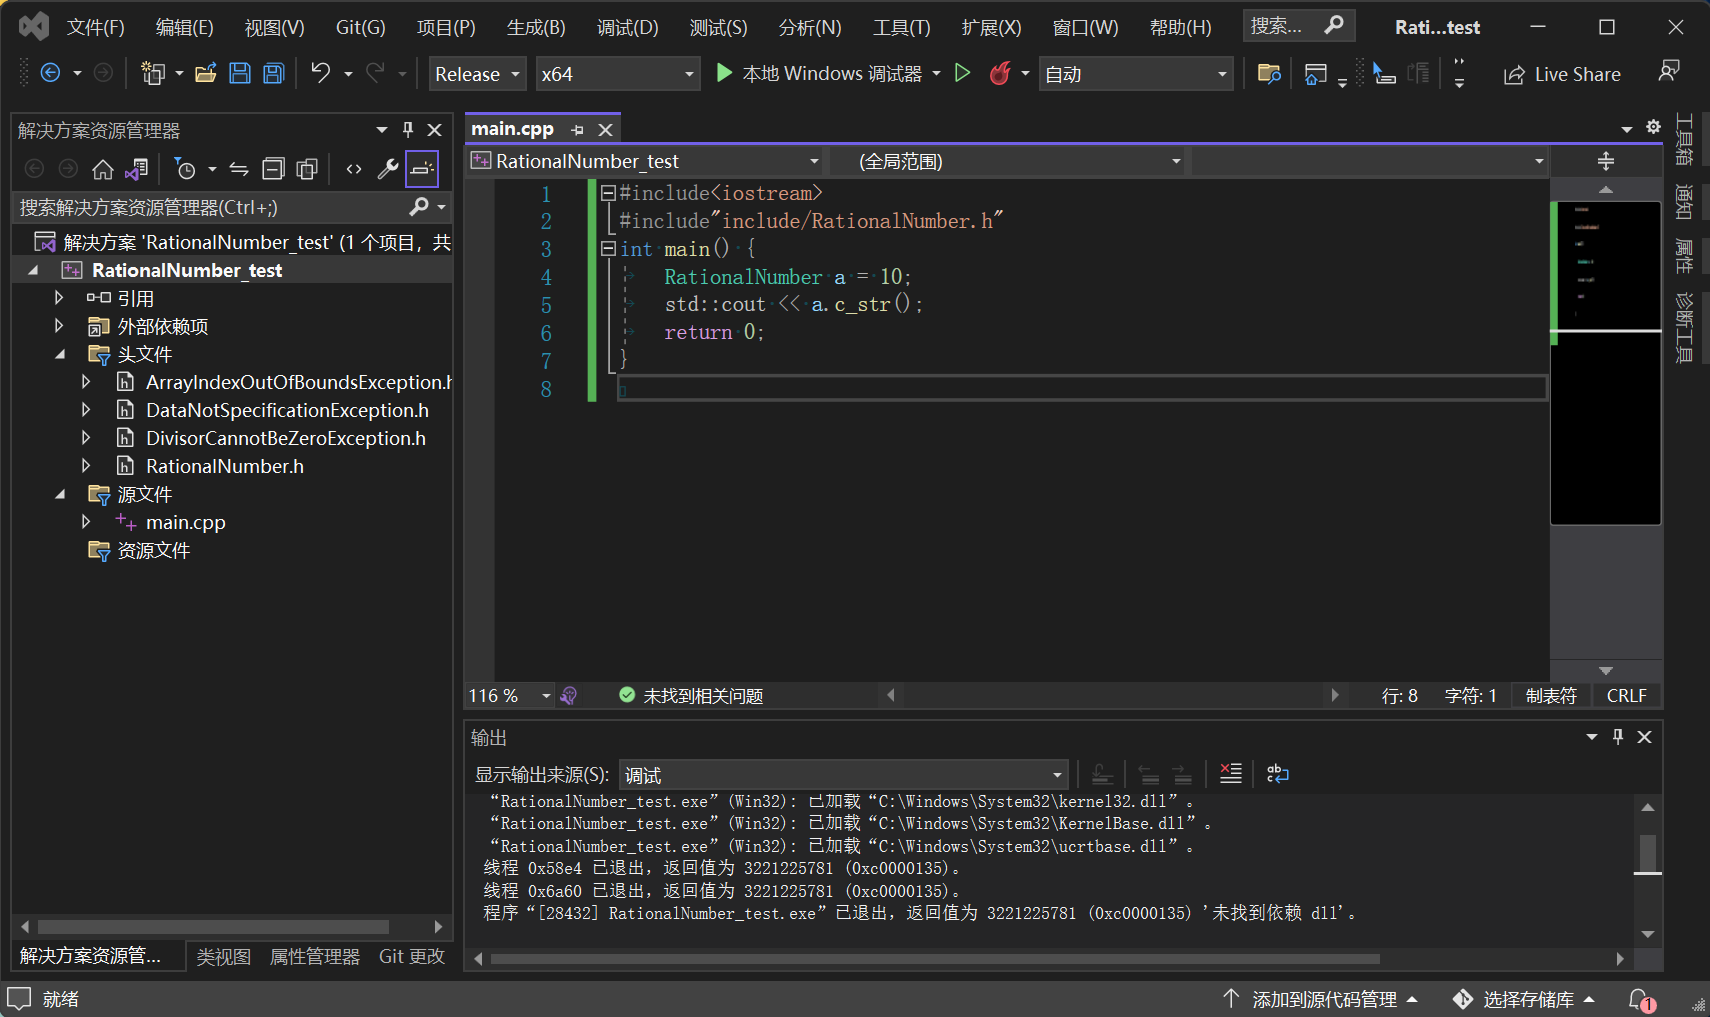 文件(F) 编辑(E) 视图(V) Git(G) 项目(P) 生成(B) 调试(D) 测试(S) 分析(N) 工具(T) 扩展(X) 窗口(W) 帮助(H) 搜索... Rati...test
Release x64 本地 Windows 调试器 自动 Live Share
解决方案资源管理器
搜索解决方案资源管理器(Ctrl+;)
解决方案 'RationalNumber_test' (1 个项目，共
RationalNumber_test
引用
外部依赖项
头文件
ArrayIndexOutOfBoundsException.h
DataNotSpecificationException.h
DivisorCannotBeZeroException.h
RationalNumber.h
源文件
main.cpp
资源文件
解决方案资源管... 类视图 属性管理器 Git 更改
main.cpp
RationalNumber_test (全局范围)
1 #include<iostream>
2 #include"include/RationalNumber.h"
3 int main() {
4 RationalNumber a = 10;
5 std::cout << a.c_str();
6 return 0;
7 }
8
116 % 未找到相关问题 行: 8 字符: 1 制表符 CRLF
输出
显示输出来源(S): 调试
“RationalNumber_test.exe” (Win32): 已加载 “C:\Windows\System32\kernel32.dll”。
“RationalNumber_test.exe” (Win32): 已加载 “C:\Windows\System32\KernelBase.dll”。
“RationalNumber_test.exe” (Win32): 已加载 “C:\Windows\System32\ucrtbase.dll”。
线程 0x58e4 已退出，返回值为 3221225781 (0xc0000135)。
线程 0x6a60 已退出，返回值为 3221225781 (0xc0000135)。
程序 “[28432] RationalNumber_test.exe” 已退出，返回值为 3221225781 (0xc0000135) '未找到依赖 dll'。
工具箱
通知
属性
诊断工具
就绪 添加到源代码管理 选择存储库 1